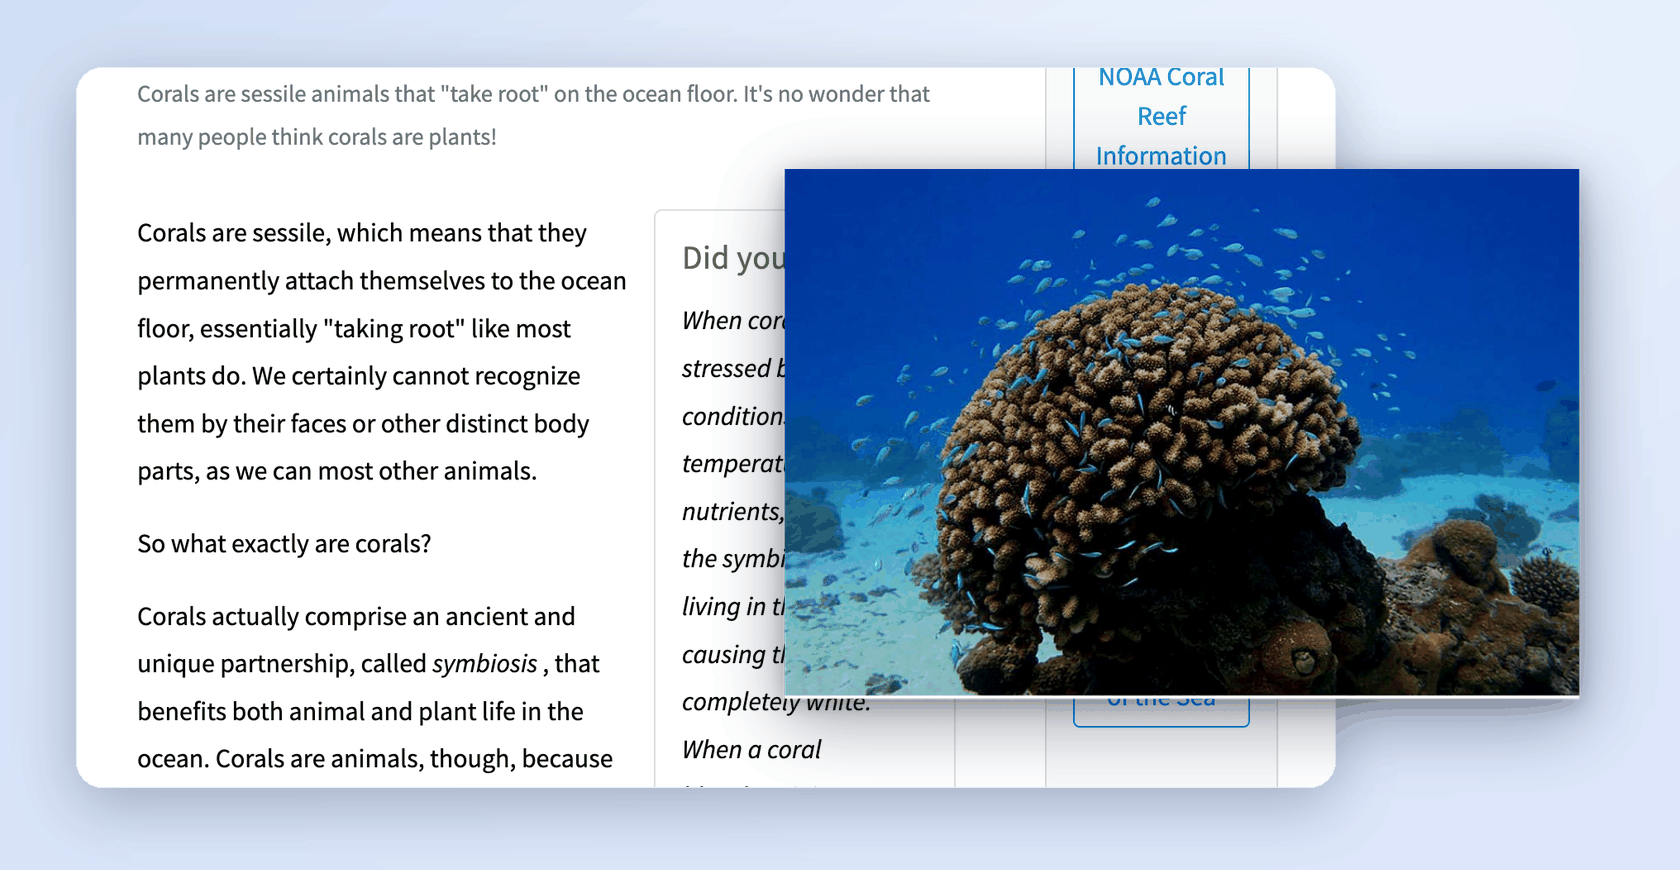 Corals are sessile animals that "take root" on the ocean floor. It's no wonder that
many people think corals are plants!
Corals are sessile, which means that they
permanently attach themselves to the ocean
floor, essentially "taking root" like most
plants do. We certainly cannot recognize
them by their faces or other distinct body
parts, as we can most other animals.
So what exactly are corals?
Corals actually comprise an ancient and
unique partnership, called symbiosis , that
benefits both animal and plant life in the
ocean. Corals are animals, though, because
Did you
When
stressed
the
living in
causing
completely white.
When a coral
NOAA Coral
Reef
Information
of the Sea